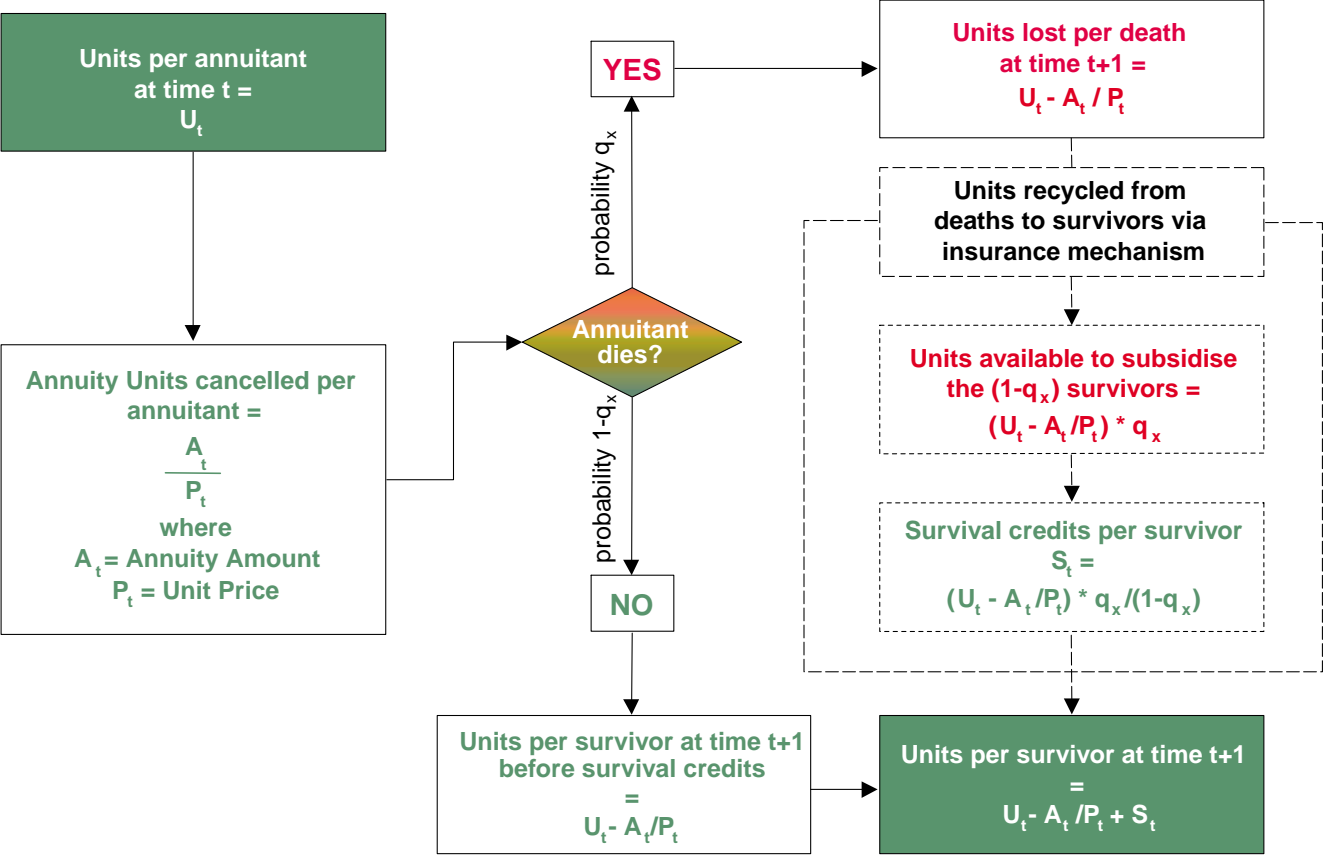 Units per annuitant
at time t =
Uₜ
Annuity Units cancelled per
annuitant =
Aₜ
Pₜ
where
Aₜ = Annuity Amount
Pₜ = Unit Price
Annuitant
dies?
probability qₓ
YES
Units lost per death
at time t+1 =
Uₜ - Aₜ / Pₜ
Units recycled from
deaths to survivors via
insurance mechanism
Units available to subsidise
the (1-qₓ) survivors =
(Uₜ - Aₜ/Pₜ) * qₓ
Survival credits per survivor
Sₜ =
(Uₜ - Aₜ/Pₜ) * qₓ/(1-qₓ)
probability 1-qₓ
NO
Units per survivor at time t+1
before survival credits
=
Uₜ- Aₜ/Pₜ
Units per survivor at time t+1
=
Uₜ- Aₜ/Pₜ + Sₜ